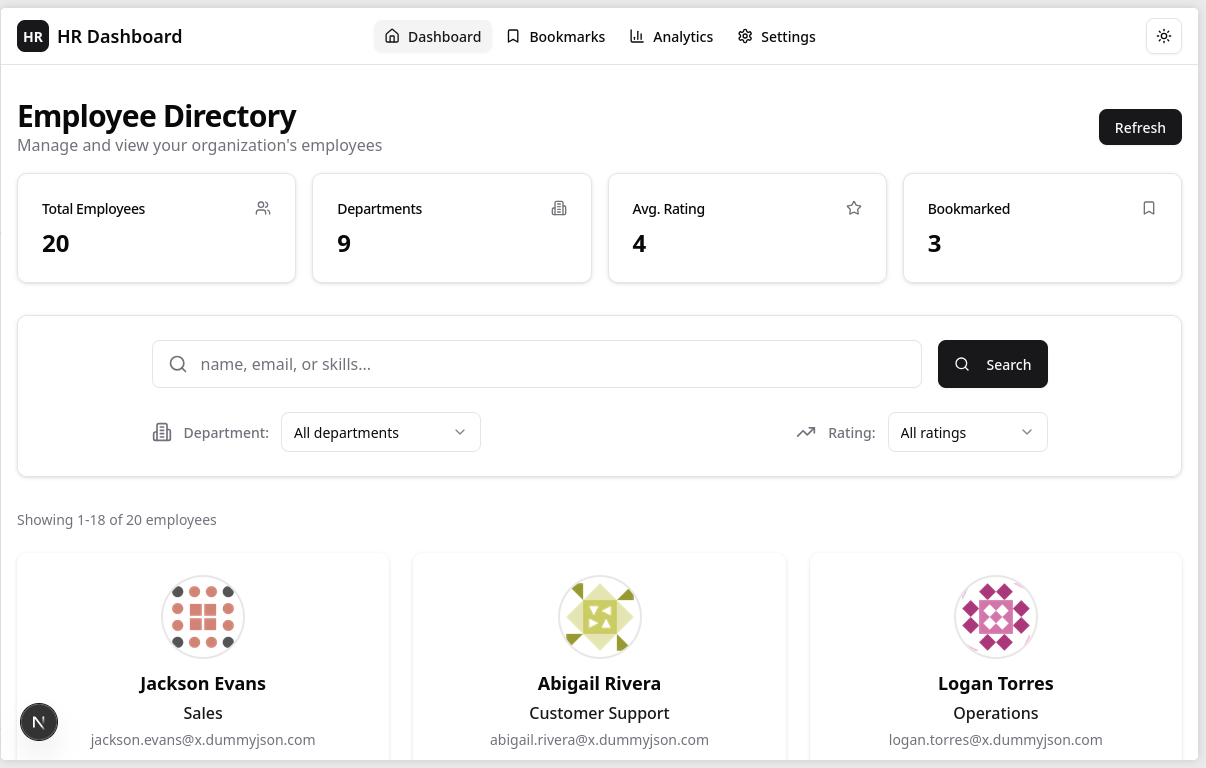 HR HR Dashboard Dashboard Bookmarks Analytics Settings
Employee Directory
Manage and view your organization's employees
Refresh
Total Employees
20
Departments
9
Avg. Rating
4
Bookmarked
3
name, email, or skills...
Search
Department: All departments
Rating: All ratings
Showing 1-18 of 20 employees
Jackson Evans
Sales
jackson.evans@x.dummyjson.com
Abigail Rivera
Customer Support
abigail.rivera@x.dummyjson.com
Logan Torres
Operations
logan.torres@x.dummyjson.com
N